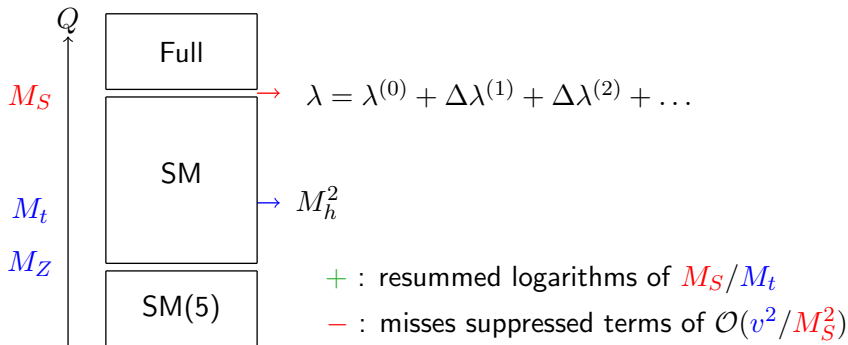 Q
Full
M_S
λ = λ^{(0)} + Δλ^{(1)} + Δλ^{(2)} + …
SM
M_t
M_h^2
M_Z
+ : resummed logarithms of M_S/M_t
SM(5)
− : misses suppressed terms of 𝒪(v^2/M_S^2)